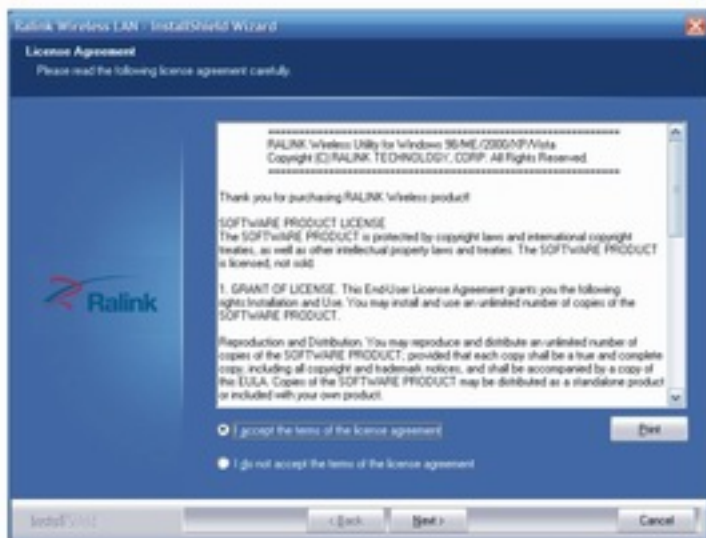 Ralink Wireless LAN - InstallShield Wizard
License Agreement
Please read the following license agreement carefully.
RALINK Wireless Utility for Windows 98/ME/2000/XP/Vista
Copyright (C) RALINK TECHNOLOGY, CORP. All Rights Reserved.
Thank you for purchasing RALINK Wireless product!
SOFTWARE PRODUCT LICENSE
The SOFTWARE PRODUCT is protected by copyright laws and international copyright
treaties, as well as other intellectual property laws and treaties. The SOFTWARE PRODUCT
is licensed, not sold.
1. GRANT OF LICENSE. This End-User License Agreement grants you the following
rights Installation and Use. You may install and use an unlimited number of copies of the
SOFTWARE PRODUCT.
Reproduction and Distribution. You may reproduce and distribute an unlimited number of
copies of the SOFTWARE PRODUCT; provided that each copy shall be a true and complete
copy, including all copyright and trademark notices, and shall be accompanied by a copy of
this EULA. Copies of the SOFTWARE PRODUCT may be distributed as a standalone product
or included with your own product.
Ralink
I accept the terms of the license agreement
Print
I do not accept the terms of the license agreement
InstallShield
< Back
Next >
Cancel